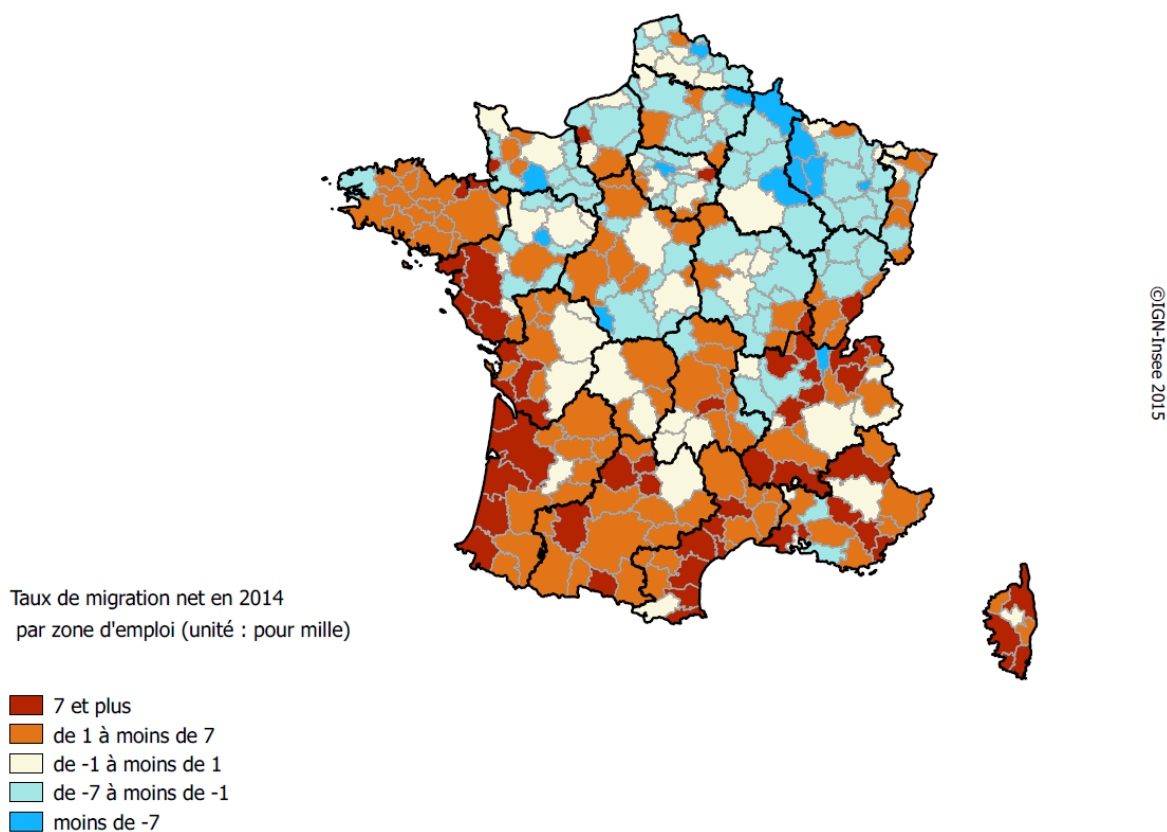 ©IGN-Insee 2015
Taux de migration net en 2014
par zone d'emploi (unité : pour mille)
7 et plus
de 1 à moins de 7
de -1 à moins de 1
de -7 à moins de -1
moins de -7